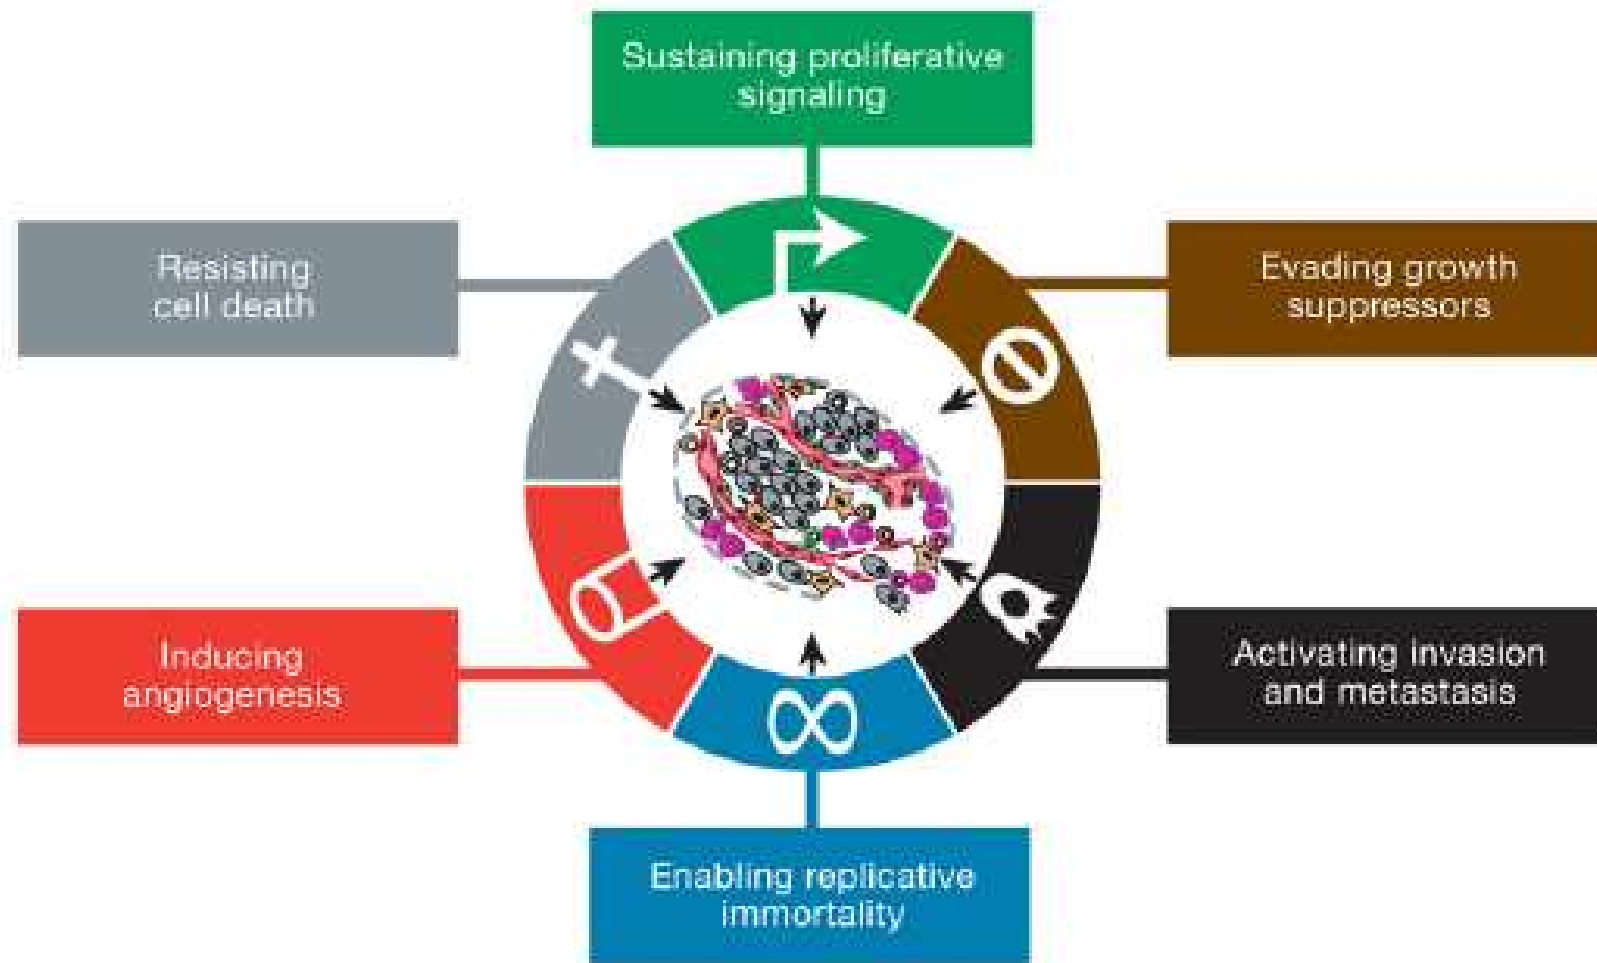 Sustaining proliferative
signaling
Resisting
cell death
Evading growth
suppressors
Inducing
angiogenesis
Activating invasion
and metastasis
Enabling replicative
immortality